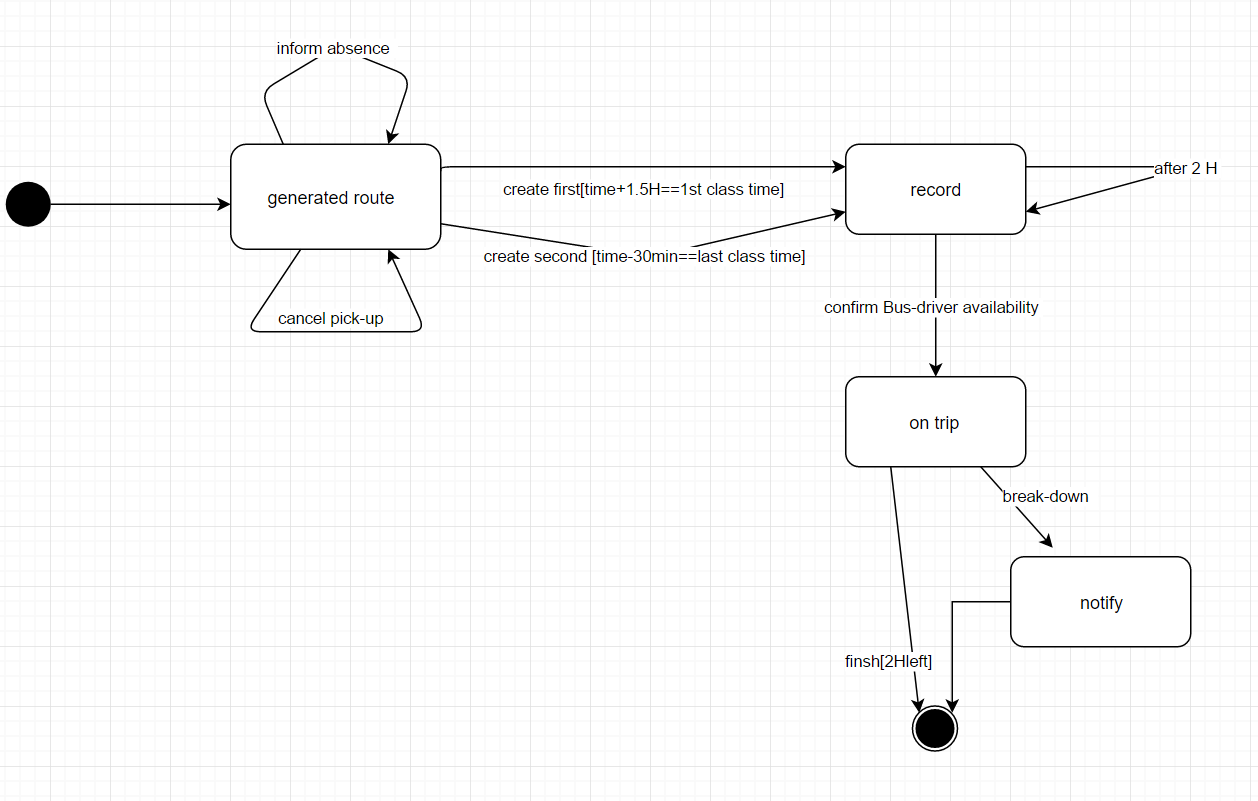 inform absence
generated route
create first[time+1.5H==1st class time]
record
after 2 H
create second [time-30min==last class time]
cancel pick-up
confirm Bus-driver availability
on trip
break-down
notify
finsh[2Hleft]